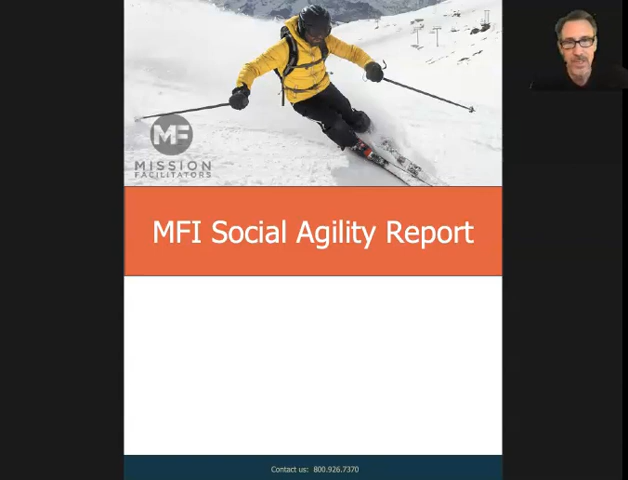 MF
MISSION
FACILITATORS
MFI Social Agility Report
Contact us: 800.926.7370